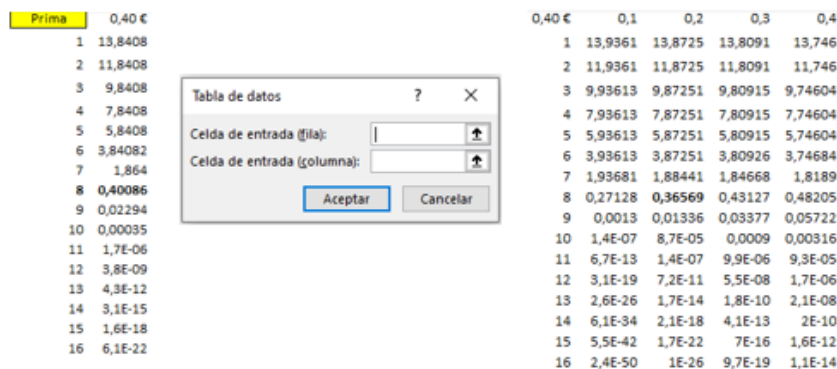 Prima 0,40 €
1 13,8408
2 11,8408
3 9,8408
4 7,8408
5 5,8408
6 3,84082
7 1,864
8 0,40086
9 0,02294
10 0,00035
11 1,7E-06
12 3,8E-09
13 4,3E-12
14 3,1E-15
15 1,6E-18
16 6,1E-22
Tabla de datos ? ×
Celda de entrada (fila):
Celda de entrada (columna):
Aceptar Cancelar
0,40 € 0,1 0,2 0,3 0,4
1 13,9361 13,8725 13,8091 13,746
2 11,9361 11,8725 11,8091 11,746
3 9,93613 9,87251 9,80915 9,74604
4 7,93613 7,87251 7,80915 7,74604
5 5,93613 5,87251 5,80915 5,74604
6 3,93613 3,87251 3,80926 3,74684
7 1,93681 1,88441 1,84668 1,8189
8 0,27128 0,36569 0,43127 0,48205
9 0,0013 0,01336 0,03377 0,05722
10 1,4E-07 8,7E-05 0,0009 0,00316
11 6,7E-13 1,4E-07 9,9E-06 9,3E-05
12 3,1E-19 7,2E-11 5,5E-08 1,7E-06
13 2,6E-26 1,7E-14 1,8E-10 2,1E-08
14 6,1E-34 2,1E-18 4,1E-13 2E-10
15 5,5E-42 1,7E-22 7E-16 1,6E-12
16 2,4E-50 1E-26 9,7E-19 1,1E-14